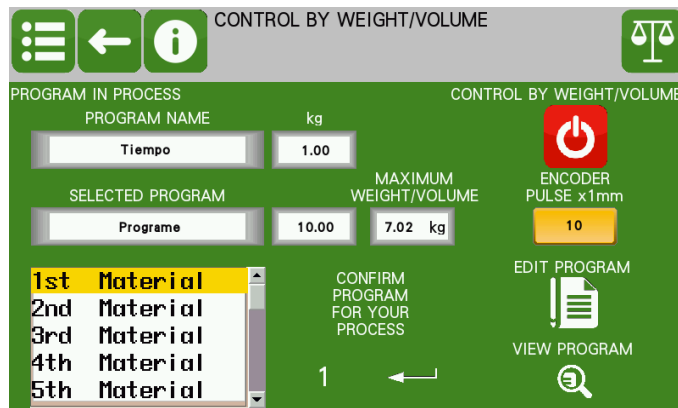 CONTROL BY WEIGHT/VOLUME
PROGRAM IN PROCESS
CONTROL BY WEIGHT/VOLUME
PROGRAM NAME
kg
Tiempo
1.00
SELECTED PROGRAM
MAXIMUM
WEIGHT/VOLUME
ENCODER
PULSE x1mm
Programe
10.00
7.02 kg
10
1st Material
2nd Material
3rd Material
4th Material
5th Material
CONFIRM
PROGRAM
FOR YOUR
PROCESS
1
EDIT PROGRAM
VIEW PROGRAM